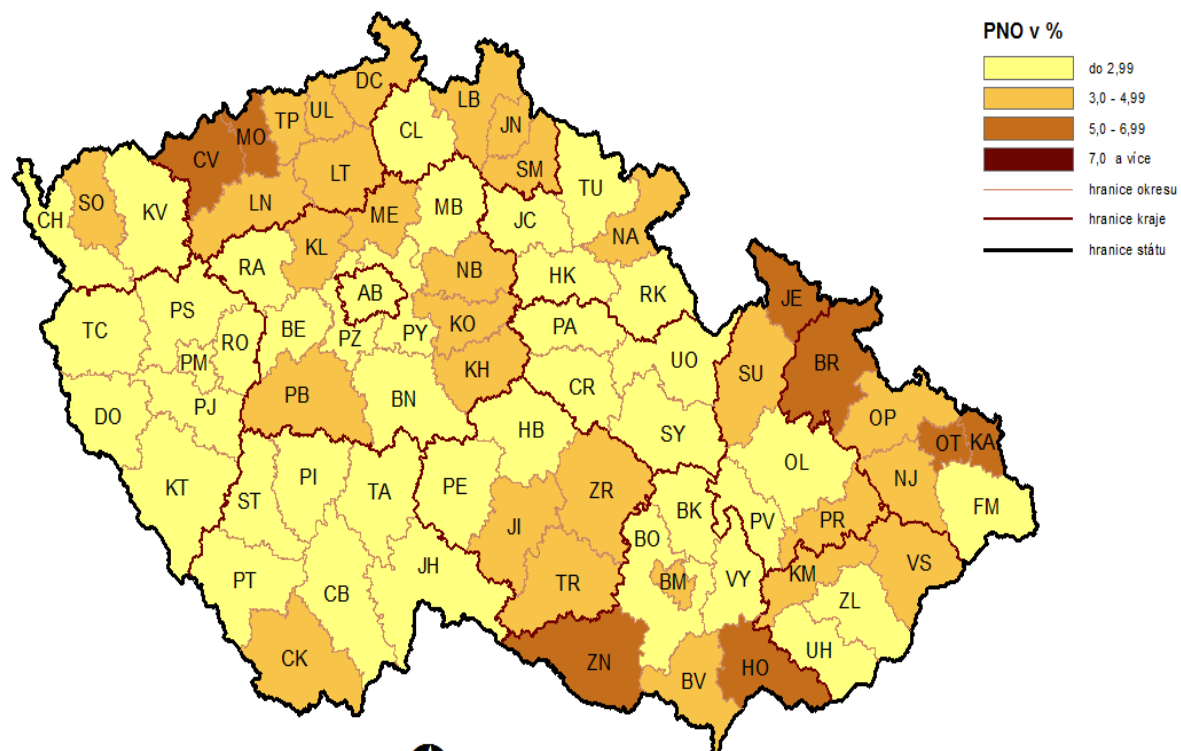 PNO v %
do 2,99
3,0 - 4,99
5,0 - 6,99
7,0 a více
hranice okresu
hranice kraje
hranice státu
DC
LB
UL
TP
JN
MO
CL
CV
LT
SM
TU
SO
KV
LN
ME
MB
JC
CH
NA
KL
RA
NB
HK
RK
AB
JE
PS
TC
BE
KO
PA
RO
PZ
PY
PM
UO
BR
KH
CR
SU
PB
BN
PJ
DO
OP
HB
SY
OT
KA
OL
PI
TA
KT
ST
PE
ZR
NJ
FM
BK
PV
PR
JI
BO
VS
JH
PT
CB
TR
BM
VY
KM
ZL
UH
CK
ZN
HO
BV